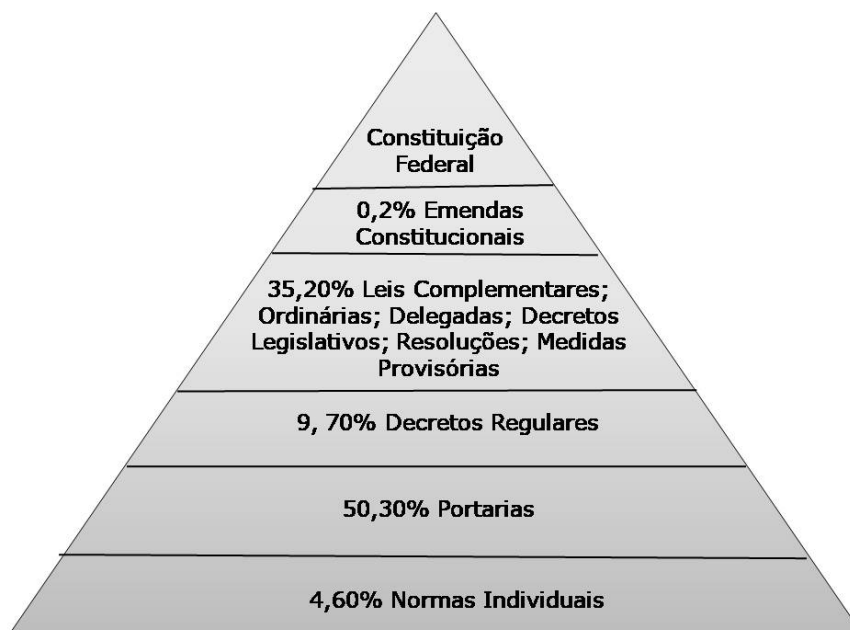 Constituição
Federal
0,2% Emendas
Constitucionais
35,20% Leis Complementares;
Ordinárias; Delegadas; Decretos
Legislativos; Resoluções; Medidas
Provisórias
9, 70% Decretos Regulares
50,30% Portarias
4,60% Normas Individuais